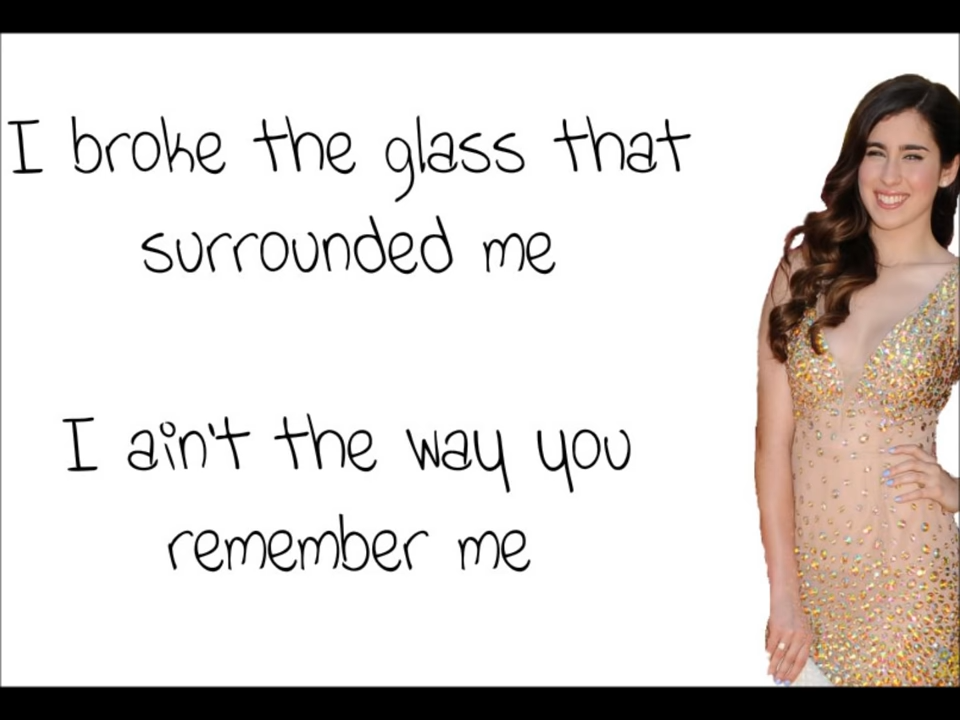 I broke the glass that
surrounded me
I ain't the way you
remember me